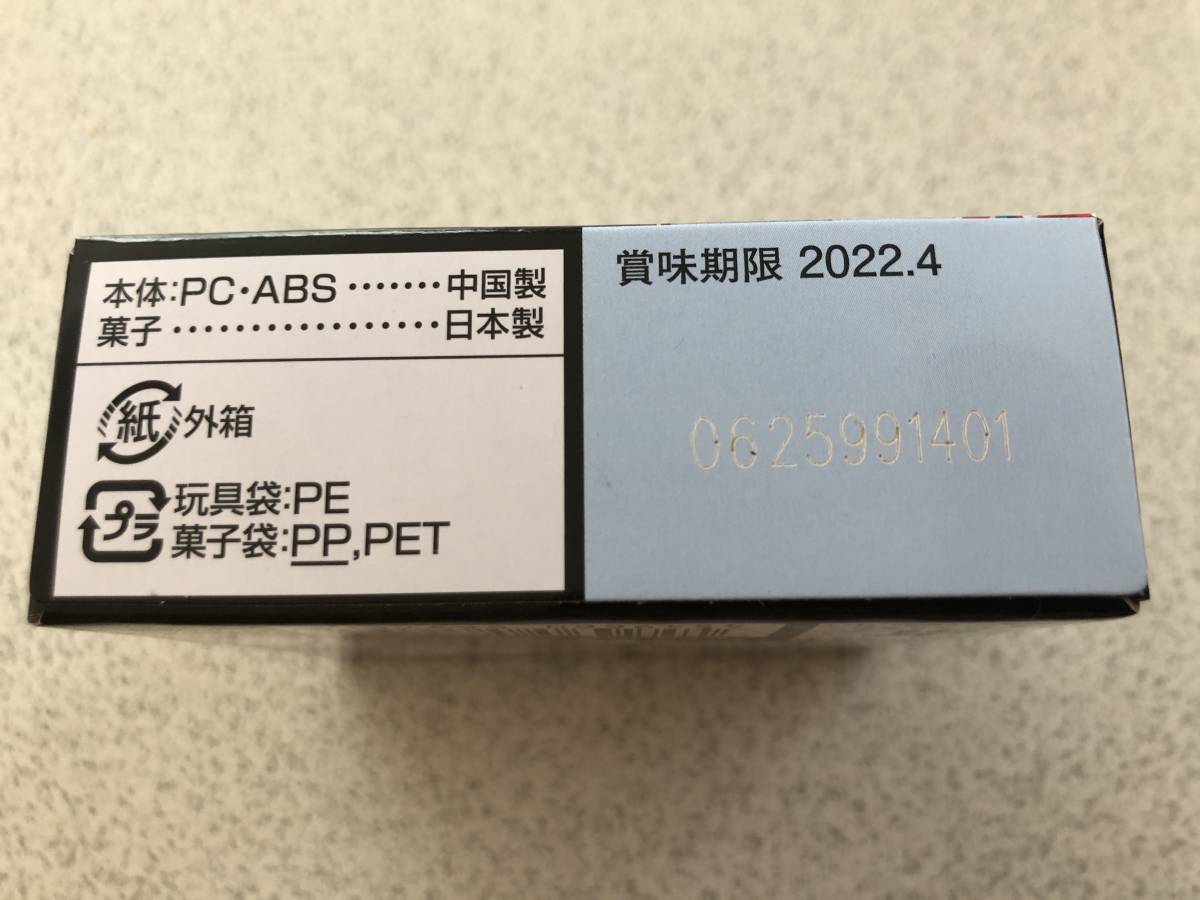 本体:PC・ABS・・・・・・・中国製
菓子・・・・・・・・・・・・・・・・日本製
紙 外箱
プラ 玩具袋:PE
菓子袋:PP,PET
賞味期限 2022.4
0625991401